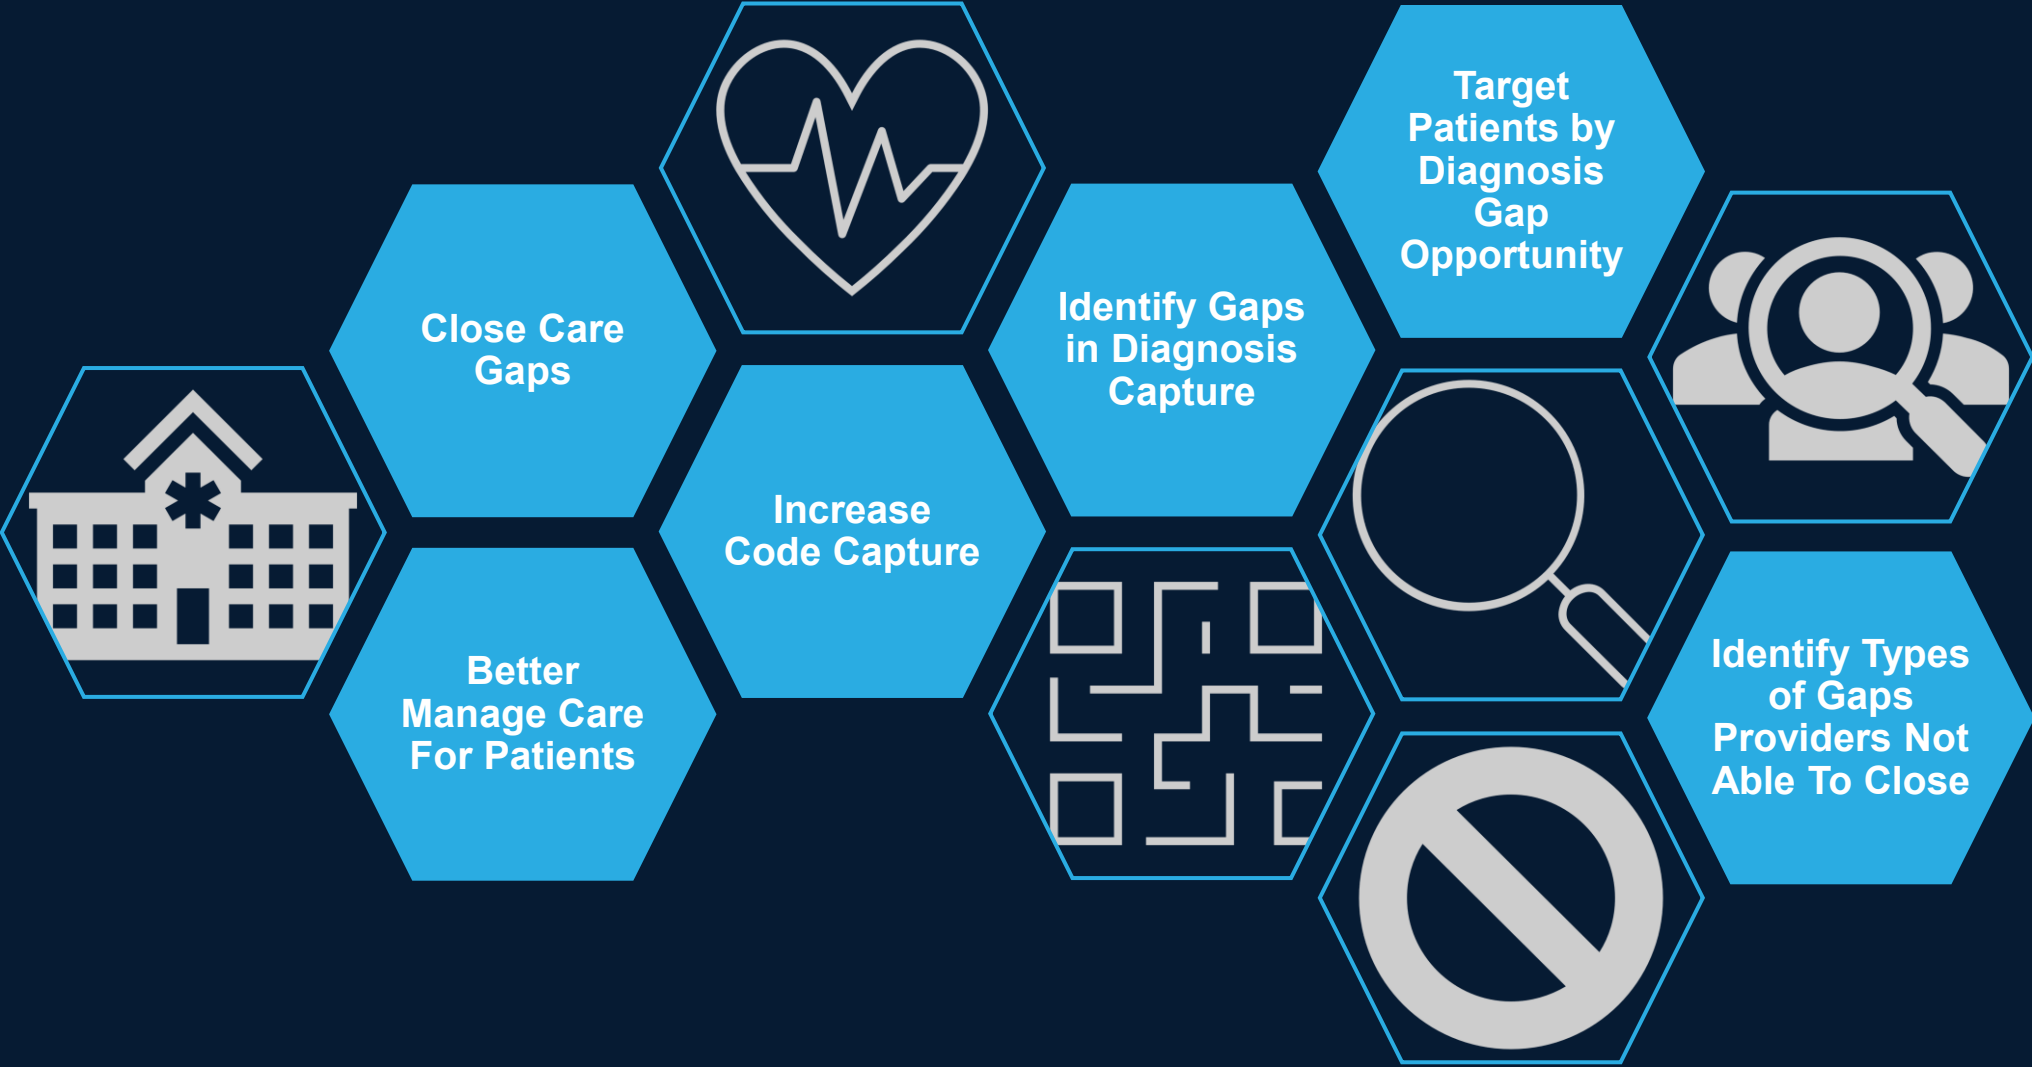 Close Care
Gaps
Better
Manage Care
For Patients
Increase
Code Capture
Identify Gaps
in Diagnosis
Capture
Target
Patients by
Diagnosis
Gap
Opportunity
Identify Types
of Gaps
Providers Not
Able To Close